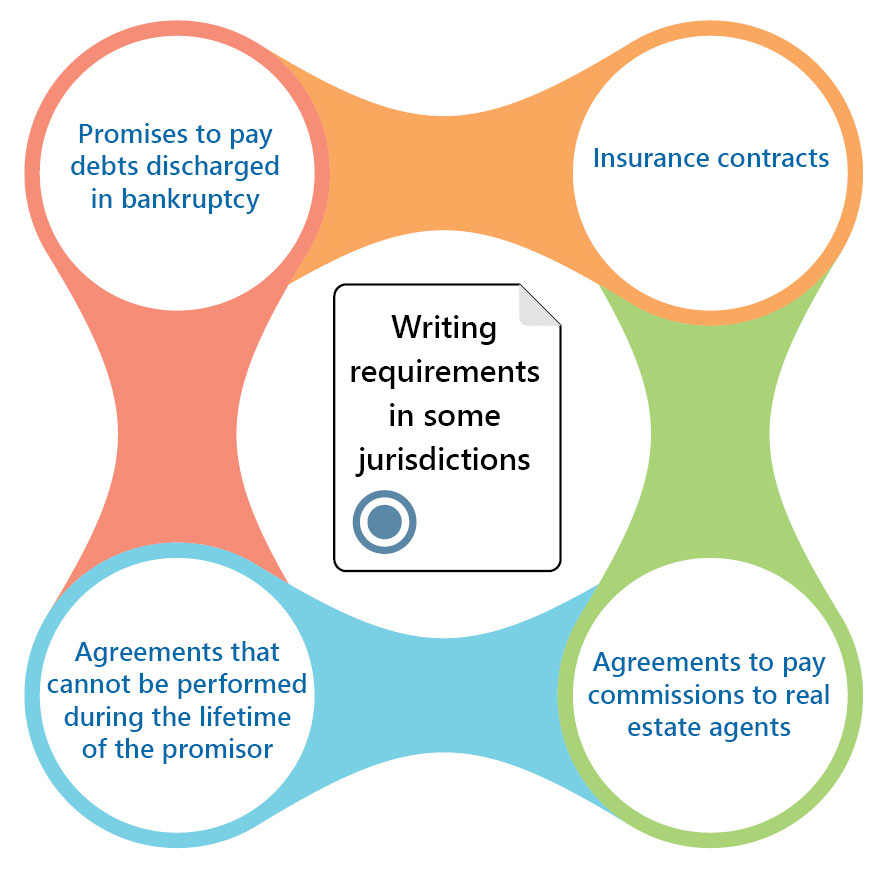 Promises to pay
debts discharged
in bankruptcy
Insurance contracts
Writing
requirements
in some
jurisdictions
Agreements that
cannot be performed
during the lifetime
of the promisor
Agreements to pay
commissions to real
estate agents